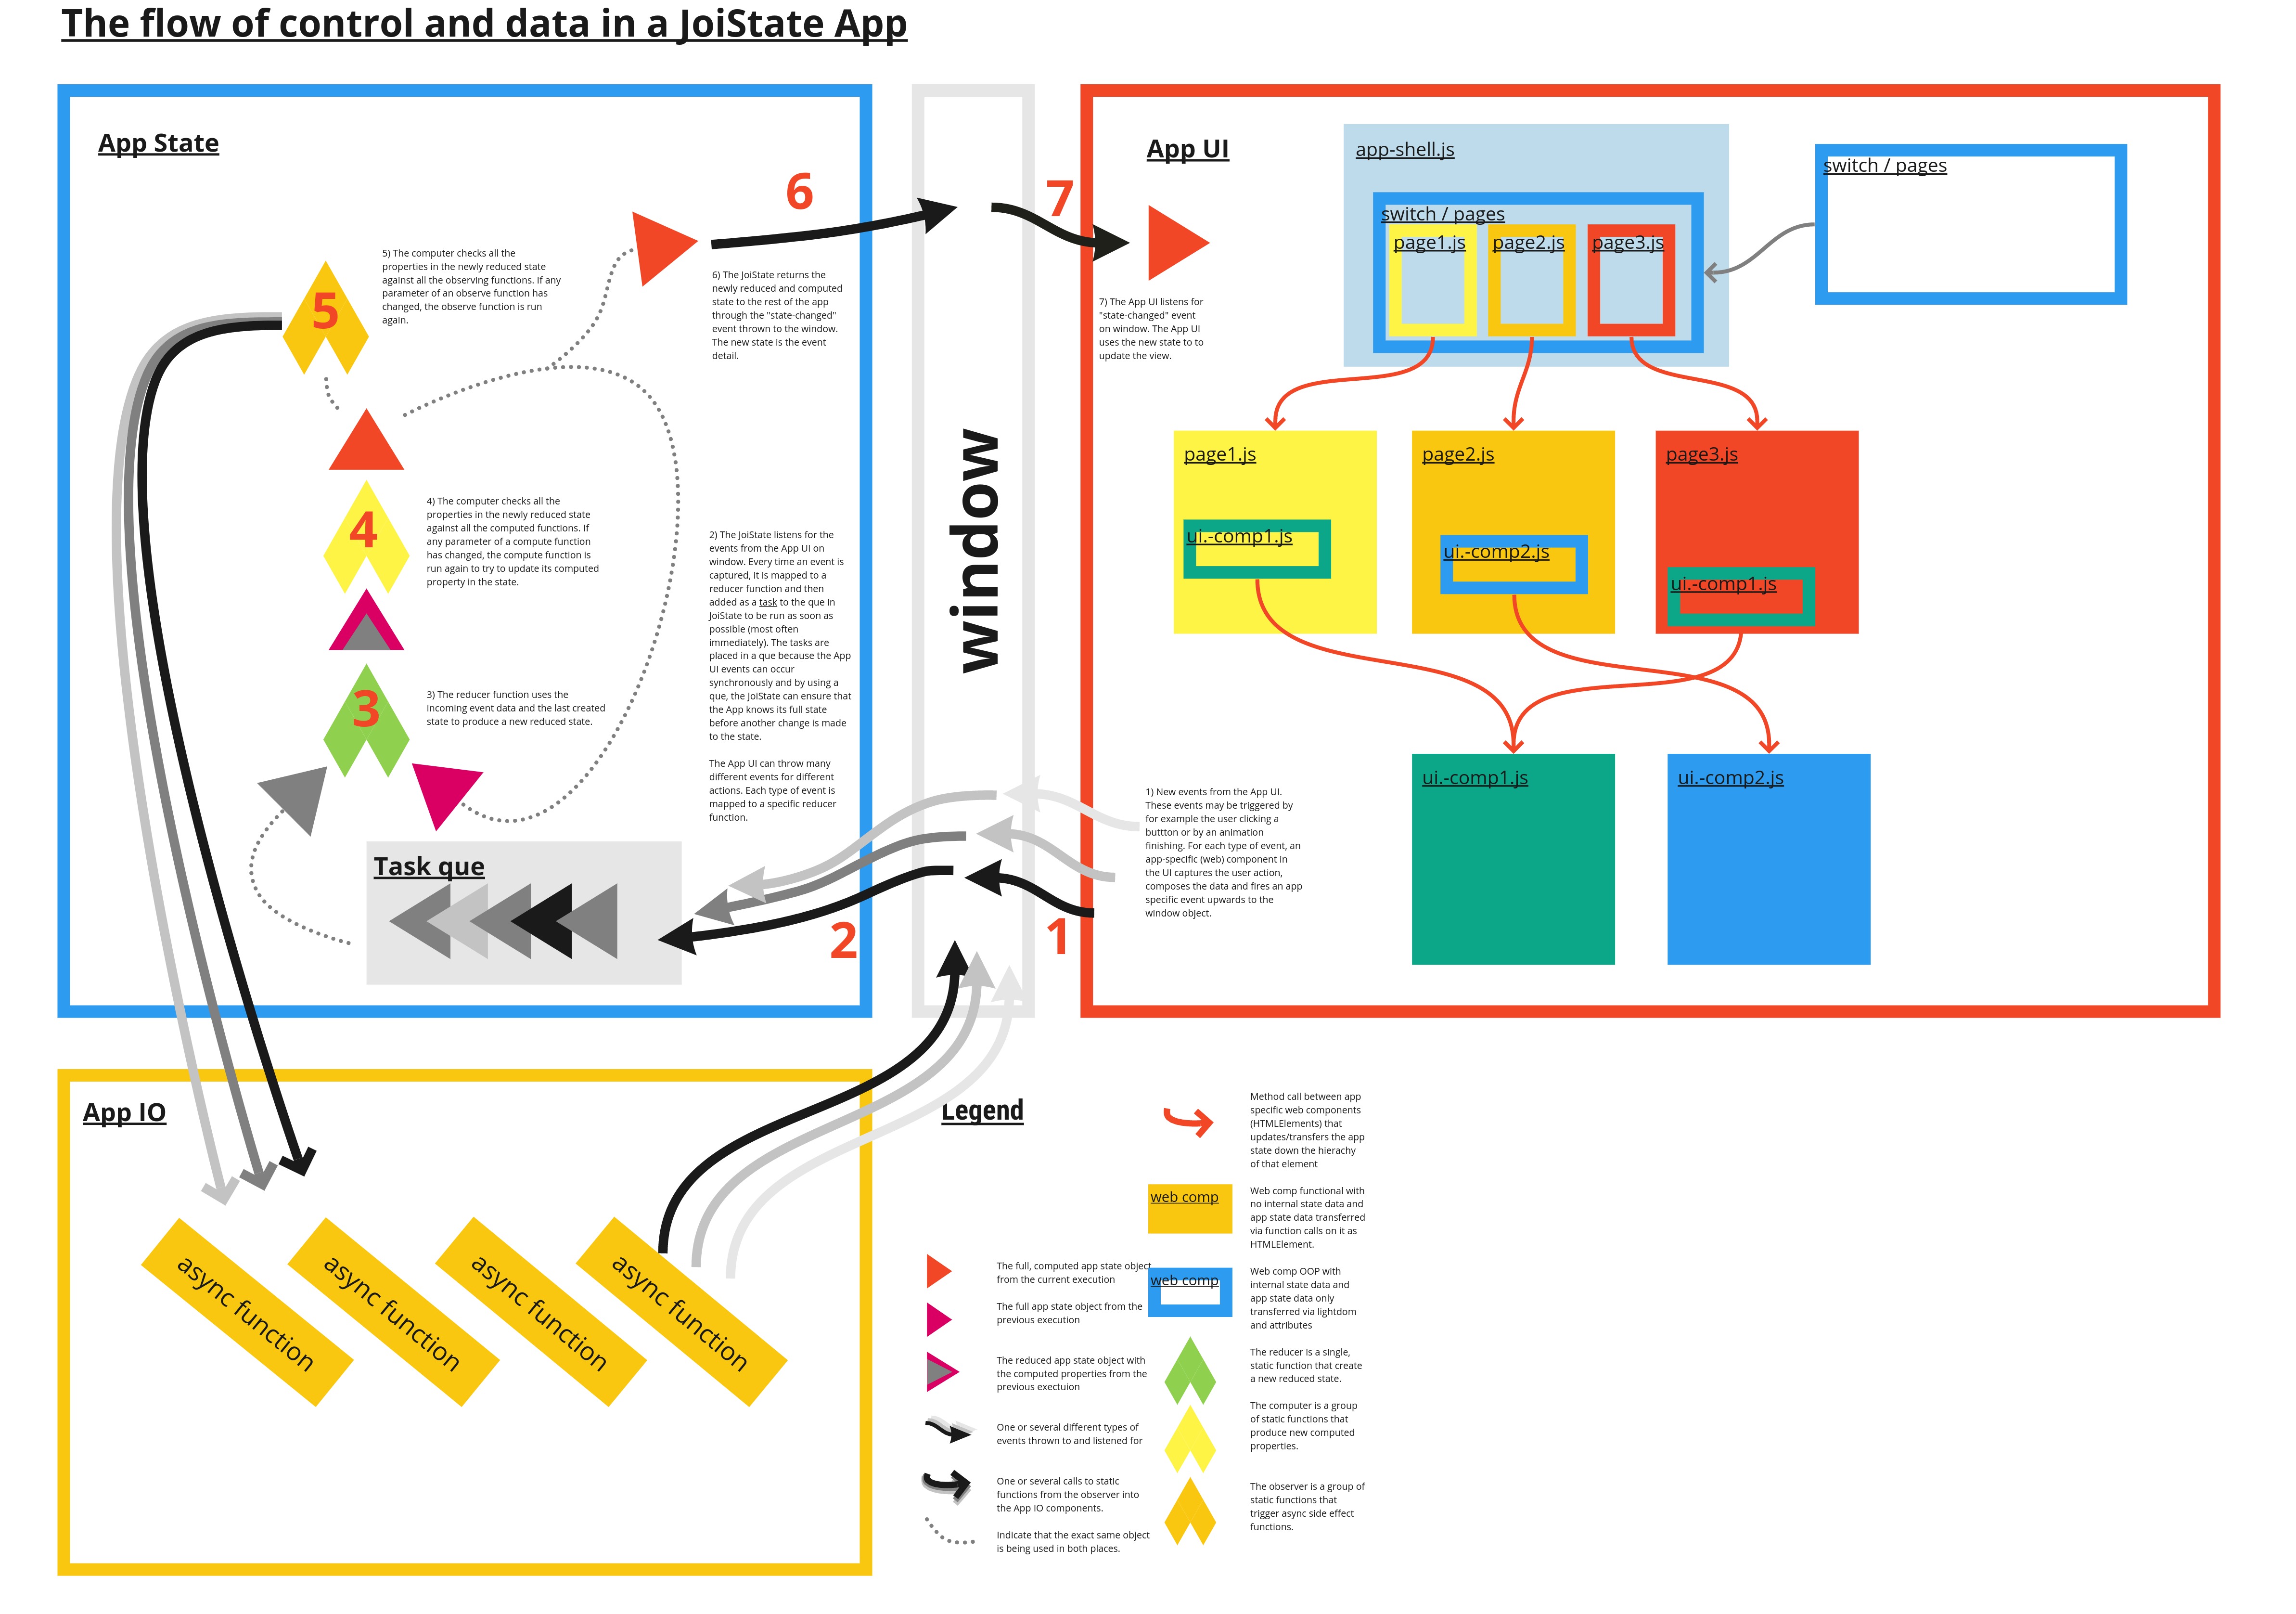 The flow of control and data in a JoiState App
App State
6
5) The computer checks all the
properties in the newly reduced state
against all the observing functions. If any
parameter of an observe function has
changed, the observe function is run
again.
5
6) The JoiState returns the
newly reduced and computed
state to the rest of the app
through the "state-changed"
event thrown to the window.
The new state is the event
detail.
4) The computer checks all the
properties in the newly reduced state
against all the computed functions. If
any parameter of a compute function
has changed, the compute function is
run again to try to update its computed
property in the state.
4
2) The JoiState listens for the
events from the App UI on
window. Every time an event is
captured, it is mapped to a
reducer function and then
added as a task to the que in
JoiState to be run as soon as
possible (most often
immediately). The tasks are
placed in a que because the App
UI events can occur
synchronously and by using a
que, the JoiState can ensure that
the App knows its full state
before another change is made
to the state.
The App UI can throw many
different events for different
actions. Each type of event is
mapped to a specific reducer
function.
3
3) The reducer function uses the
incoming event data and the last created
state to produce a new reduced state.
Task que
2
window
7
1
App UI
7) The App UI listens for
"state-changed" event
on window. The App UI
uses the new state to to
update the view.
app-shell.js
switch / pages
page1.js
page2.js
page3.js
switch / pages
page1.js
ui.-comp1.js
page2.js
ui.-comp2.js
page3.js
ui.-comp1.js
1) New events from the App UI.
These events may be triggered by
for example the user clicking a
buttton or by an animation
finishing. For each type of event, an
app-specific (web) component in
the UI captures the user action,
composes the data and fires an app
specific event upwards to the
window object.
ui.-comp1.js
ui.-comp2.js
App IO
async function
async function
async function
async function
Legend
The full, computed app state object
from the current execution
The full app state object from the
previous execution
The reduced app state object with
the computed properties from the
previous exectuion
One or several different types of
events thrown to and listened for
One or several calls to static
functions from the observer into
the App IO components.
Indicate that the exact same object
is being used in both places.
Method call between app
specific web components
(HTMLElements) that
updates/transfers the app
state down the hierachy
of that element
web comp
Web comp functional with
no internal state data and
app state data transferred
via function calls on it as
HTMLElement.
web comp
Web comp OOP with
internal state data and
app state data only
transferred via lightdom
and attributes
The reducer is a single,
static function that create
a new reduced state.
The computer is a group
of static functions that
produce new computed
properties.
The observer is a group of
static functions that
trigger async side effect
functions.